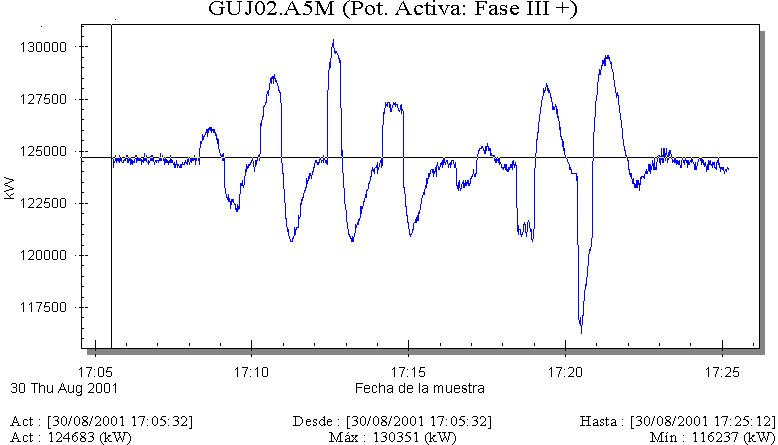 GUJ02.A5M (Pot. Activa: Fase III +)
130000
127500
125000
122500
120000
117500
kW
17:05 17:10 17:15 17:20 17:25
30 Thu Aug 2001 Fecha de la muestra
Act : [30/08/2001 17:05:32] Desde : [30/08/2001 17:05:32] Hasta : [30/08/2001 17:25:12]
Act : 124683 (kW) Máx : 130351 (kW) Mín : 116237 (kW)